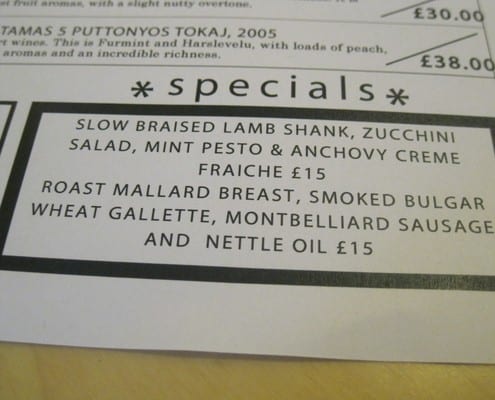 st fruit aromas, with a slight nutty overtone.
£30.00
TAMAS 5 PUTTONYOS TOKAJ, 2005
rt wines. This is Furmint and Harslevelu, with loads of peach,
aromas and an incredible richness.
£38.00
*specials*
SLOW BRAISED LAMB SHANK, ZUCCHINI
SALAD, MINT PESTO & ANCHOVY CREME
FRAICHE £15
ROAST MALLARD BREAST, SMOKED BULGAR
WHEAT GALLETTE, MONTBELLIARD SAUSAGE
AND NETTLE OIL £15